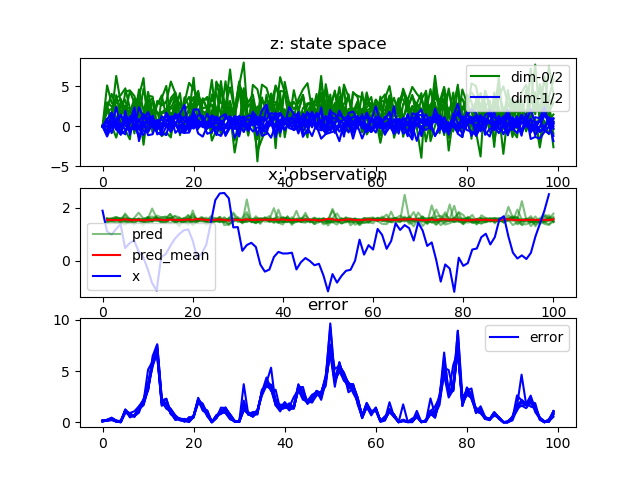 z: state space
5
0
−5
dim-0/2
dim-1/2
0 20 40 60 80 100
x: observation
2
0
pred
pred_mean
x
0 20 40 60 80 100
error
10
5
0
error
0 20 40 60 80 100